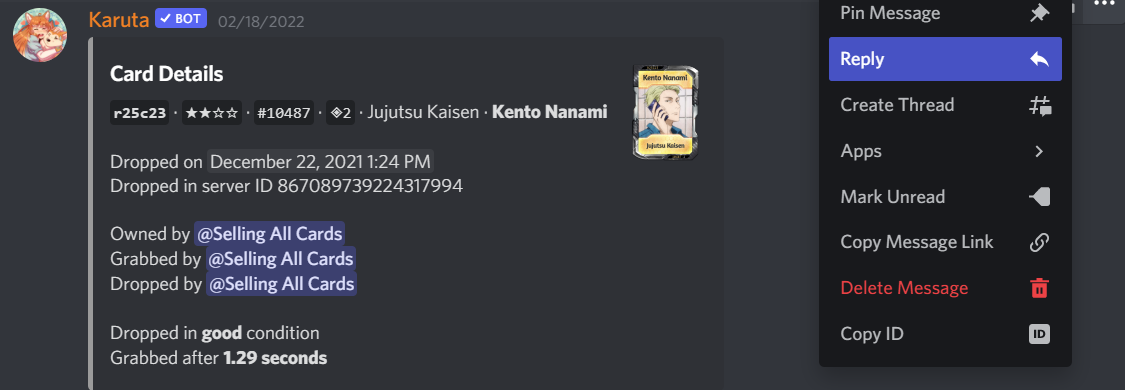 Karuta ✓ BOT 02/18/2022
Card Details
r25c23 · ★★☆☆ · #10487 · ◈2 · Jujutsu Kaisen · Kento Nanami
Kento Nanami
Jujutsu Kaisen
Dropped on December 22, 2021 1:24 PM
Dropped in server ID 867089739224317994
Owned by @Selling All Cards
Grabbed by @Selling All Cards
Dropped by @Selling All Cards
Dropped in good condition
Grabbed after 1.29 seconds
Pin Message
Reply
Create Thread
Apps
Mark Unread
Copy Message Link
Delete Message
Copy ID ID